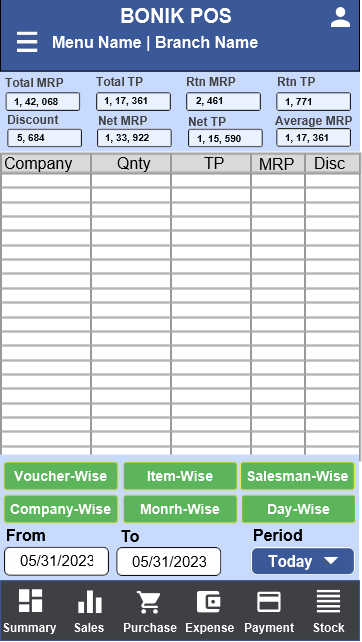 BONIK POS
Menu Name | Branch Name
Total MRP Total TP Rtn MRP Rtn TP
1, 42, 068 1, 17, 361 2, 461 1, 771
Discount Net MRP Net TP Average MRP
5, 684 1, 33, 922 1, 15, 590 1, 17, 361
Company Qnty TP MRP Disc
Voucher-Wise Item-Wise Salesman-Wise
Company-Wise Monrh-Wise Day-Wise
From To Period
05/31/2023 05/31/2023 Today
Summary Sales Purchase Expense Payment Stock